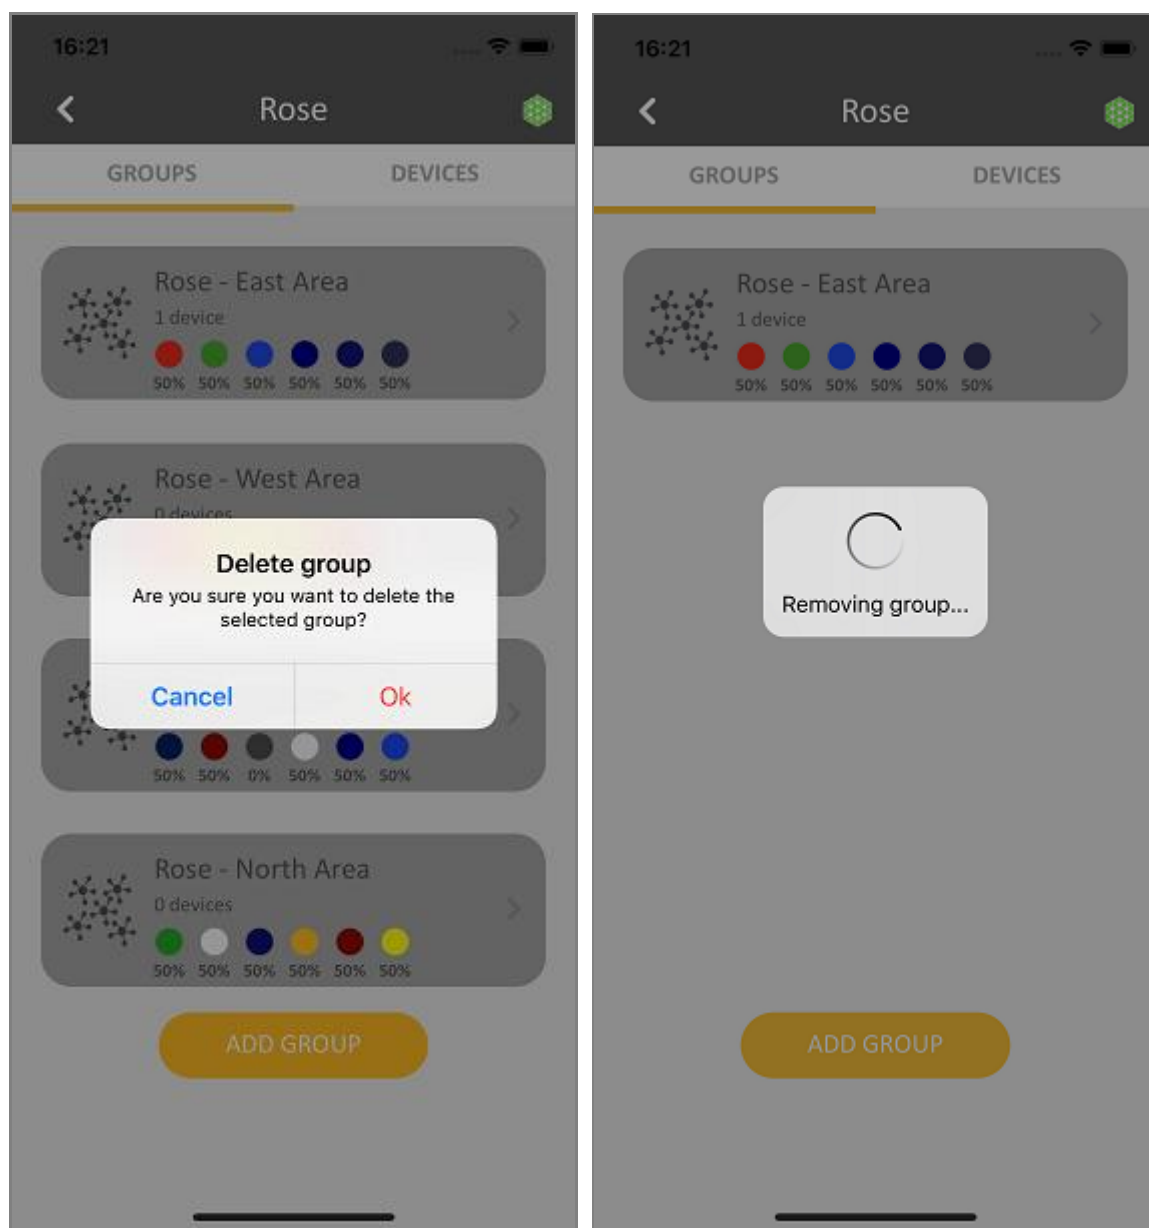 16:21
Rose
GROUPS DEVICES
Rose - East Area
1 device
50% 50% 50% 50% 50% 50%
Rose - West Area
0 devices
Delete group
Are you sure you want to delete the
selected group?
Cancel Ok
50% 50% 0% 50% 50% 50%
Rose - North Area
0 devices
50% 50% 50% 50% 50% 50%
ADD GROUP
16:21
Rose
GROUPS DEVICES
Rose - East Area
1 device
50% 50% 50% 50% 50% 50%
Removing group...
ADD GROUP